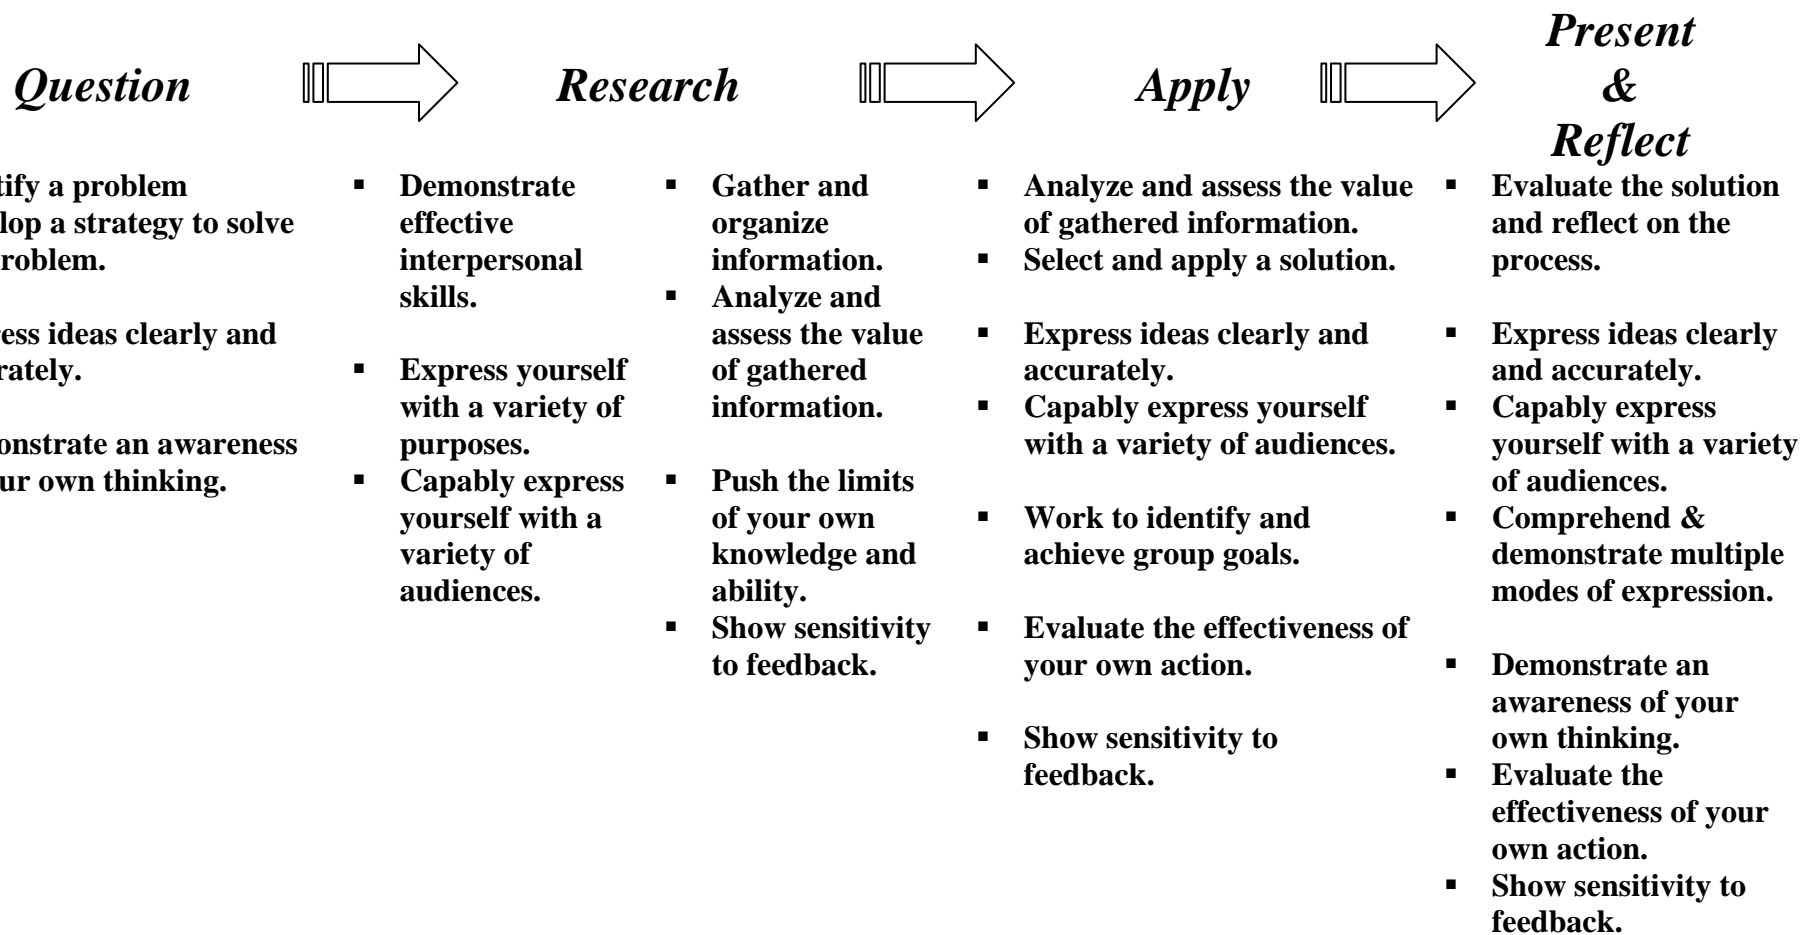 Question
Research
Apply
Present
&
Reflect
tify a problem
lop a strategy to solve
roblem.
ess ideas clearly and
rately.
onstrate an awareness
ur own thinking.
▪ Demonstrate
effective
interpersonal
skills.
▪ Express yourself
with a variety of
purposes.
▪ Capably express
yourself with a
variety of
audiences.
▪ Gather and
organize
information.
▪ Analyze and
assess the value
of gathered
information.
▪ Push the limits
of your own
knowledge and
ability.
▪ Show sensitivity
to feedback.
▪ Analyze and assess the value
of gathered information.
▪ Select and apply a solution.
▪ Express ideas clearly and
accurately.
▪ Capably express yourself
with a variety of audiences.
▪ Work to identify and
achieve group goals.
▪ Evaluate the effectiveness of
your own action.
▪ Show sensitivity to
feedback.
▪ Evaluate the solution
and reflect on the
process.
▪ Express ideas clearly
and accurately.
▪ Capably express
yourself with a variety
of audiences.
▪ Comprehend &
demonstrate multiple
modes of expression.
▪ Demonstrate an
awareness of your
own thinking.
▪ Evaluate the
effectiveness of your
own action.
▪ Show sensitivity to
feedback.